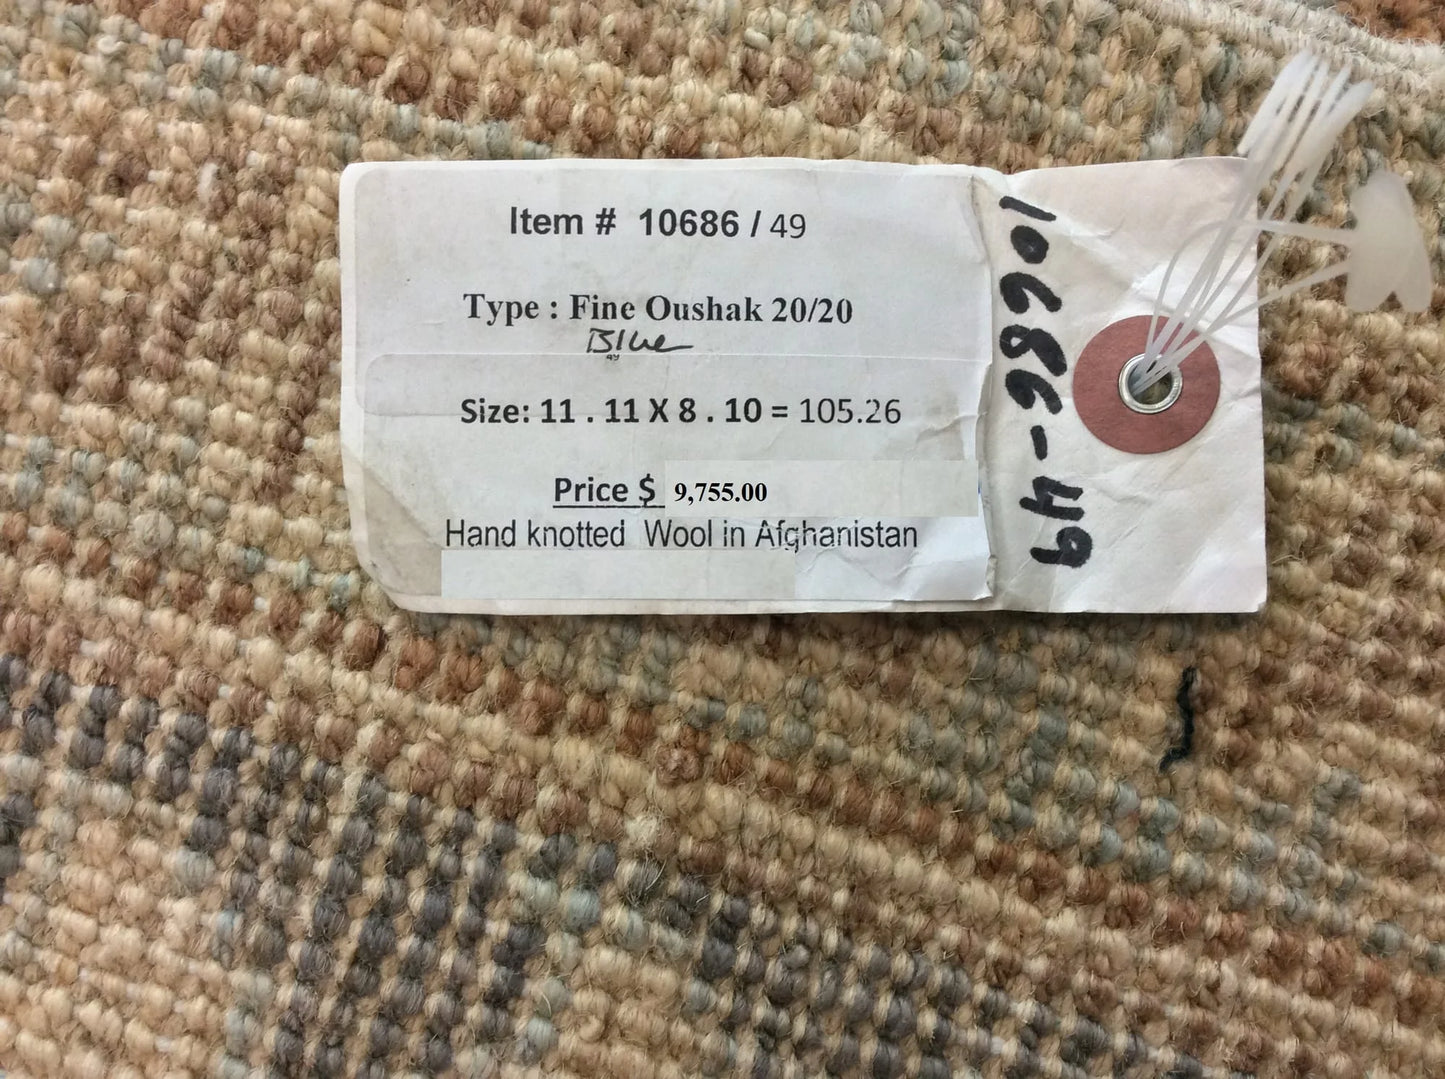 Item # 10686 / 49
Type : Fine Oushak 20/20
Blue
49
Size: 11 . 11 X 8 . 10 = 105.26
Price $ 9,755.00
Hand knotted Wool in Afghanistan
10686-49